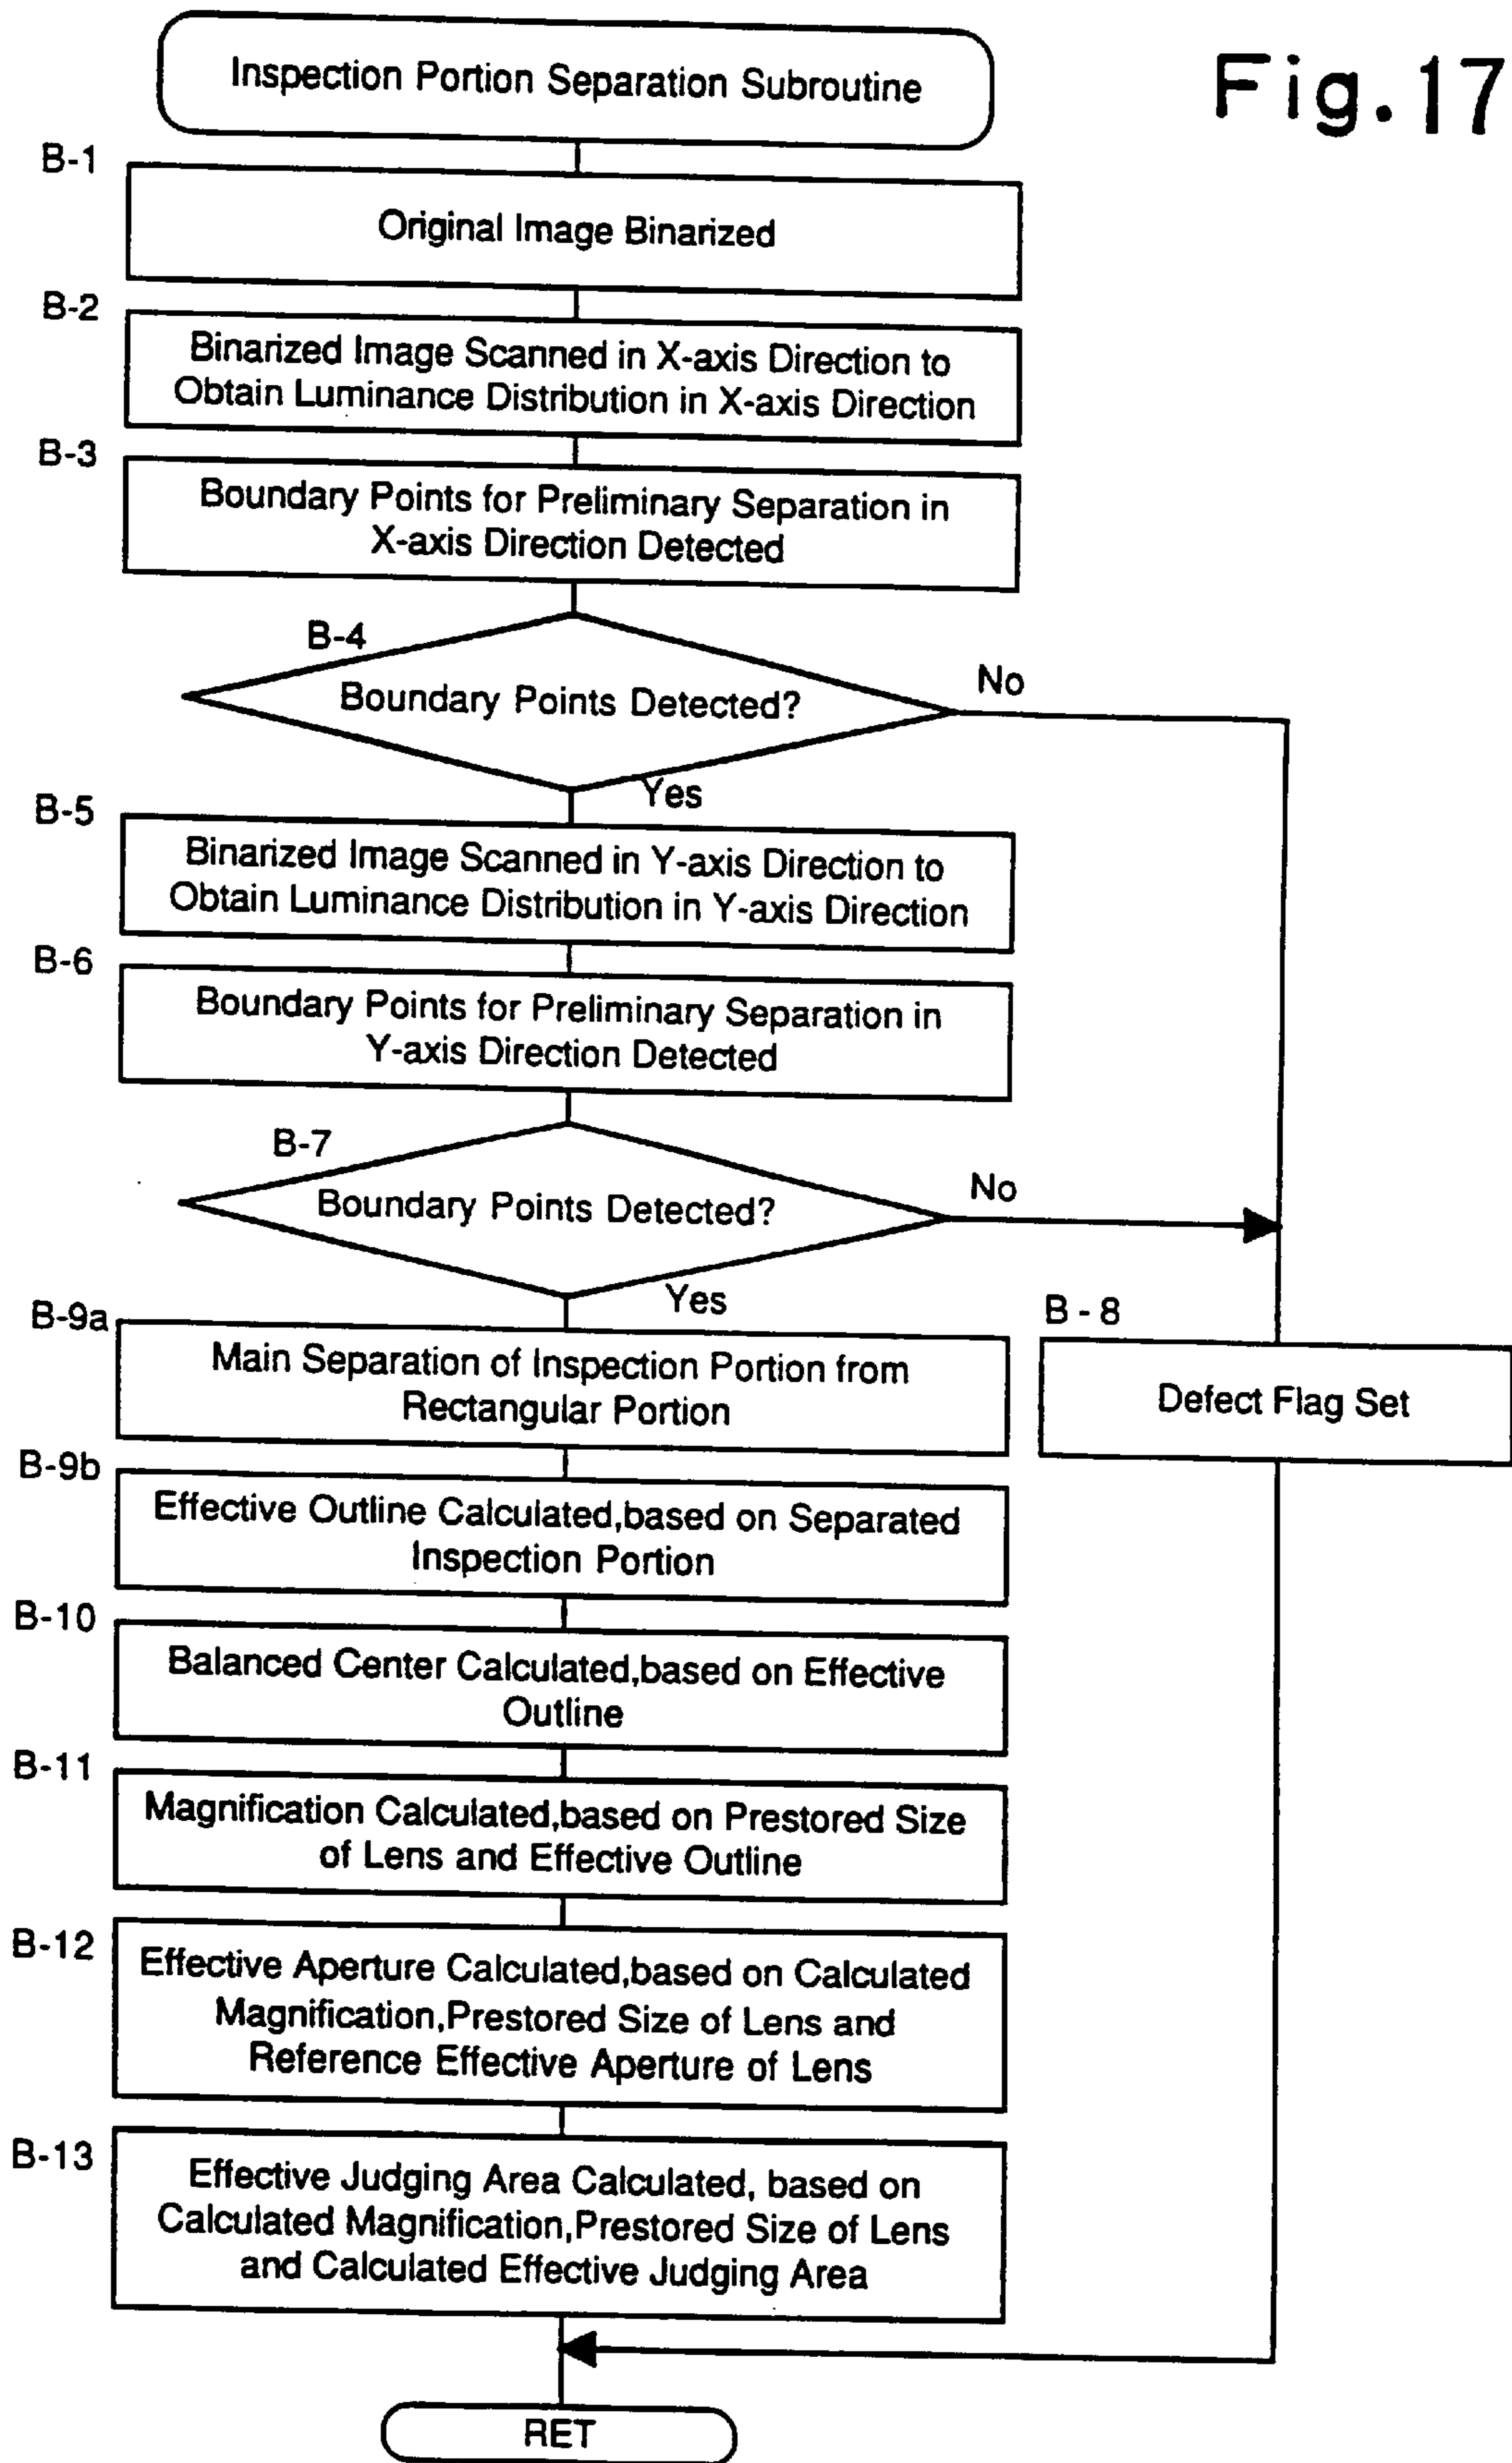 Fig.17
Inspection Portion Separation Subroutine
B-1
Original Image Binarized
B-2
Binarized Image Scanned in X-axis Direction to
Obtain Luminance Distribution in X-axis Direction
B-3
Boundary Points for Preliminary Separation in
X-axis Direction Detected
B-4
Boundary Points Detected?
No
Yes
B-5
Binarized Image Scanned in Y-axis Direction to
Obtain Luminance Distribution in Y-axis Direction
B-6
Boundary Points for Preliminary Separation in
Y-axis Direction Detected
B-7
Boundary Points Detected?
No
Yes
B-8
Defect Flag Set
B-9a
Main Separation of Inspection Portion from
Rectangular Portion
B-9b
Effective Outline Calculated,based on Separated
Inspection Portion
B-10
Balanced Center Calculated,based on Effective
Outline
B-11
Magnification Calculated,based on Prestored Size
of Lens and Effective Outline
B-12
Effective Aperture Calculated,based on Calculated
Magnification,Prestored Size of Lens and
Reference Effective Aperture of Lens
B-13
Effective Judging Area Calculated, based on
Calculated Magnification,Prestored Size of Lens
and Calculated Effective Judging Area
RET